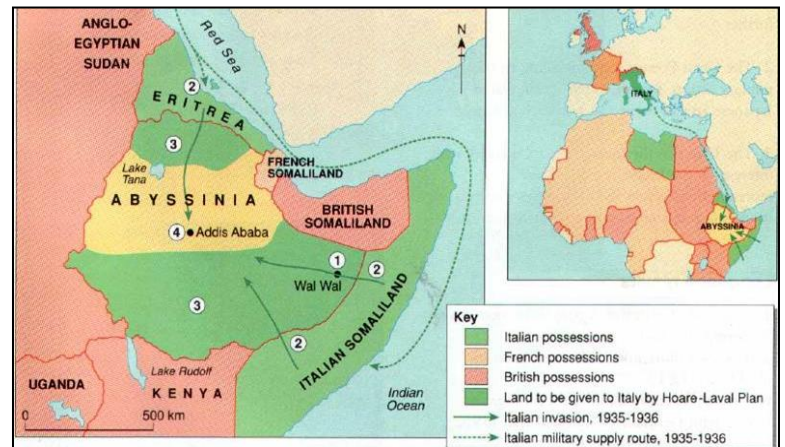 ANGLO-
EGYPTIAN
SUDAN
Red Sea
N
2
ERITREA
3
Lake
Tana
FRENCH
SOMALILAND
ABYSSINIA
BRITISH
SOMALILAND
4
Addis Ababa
1
2
Wal Wal
3
2
ITALIAN SOMALILAND
Lake Rudolf
UGANDA
KENYA
Indian
Ocean
0 500 km
ITALY
ABYSSINIA
Key
Italian possessions
French possessions
British possessions
Land to be given to Italy by Hoare-Laval Plan
Italian invasion, 1935-1936
Italian military supply route, 1935-1936